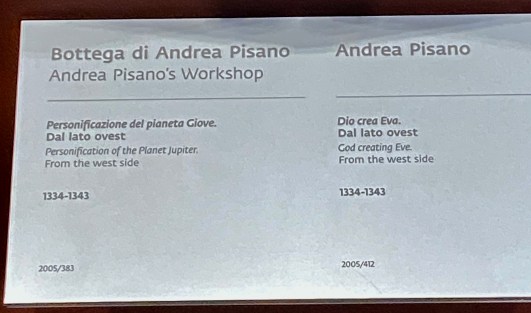 Bottega di Andrea Pisano
Andrea Pisano's Workshop
Personificazione del pianeta Giove.
Dal lato ovest
Personification of the Planet Jupiter.
From the west side
1334-1343
2005/383
Andrea Pisano
Dio crea Eva.
Dal lato ovest
God creating Eve.
From the west side
1334-1343
2005/412